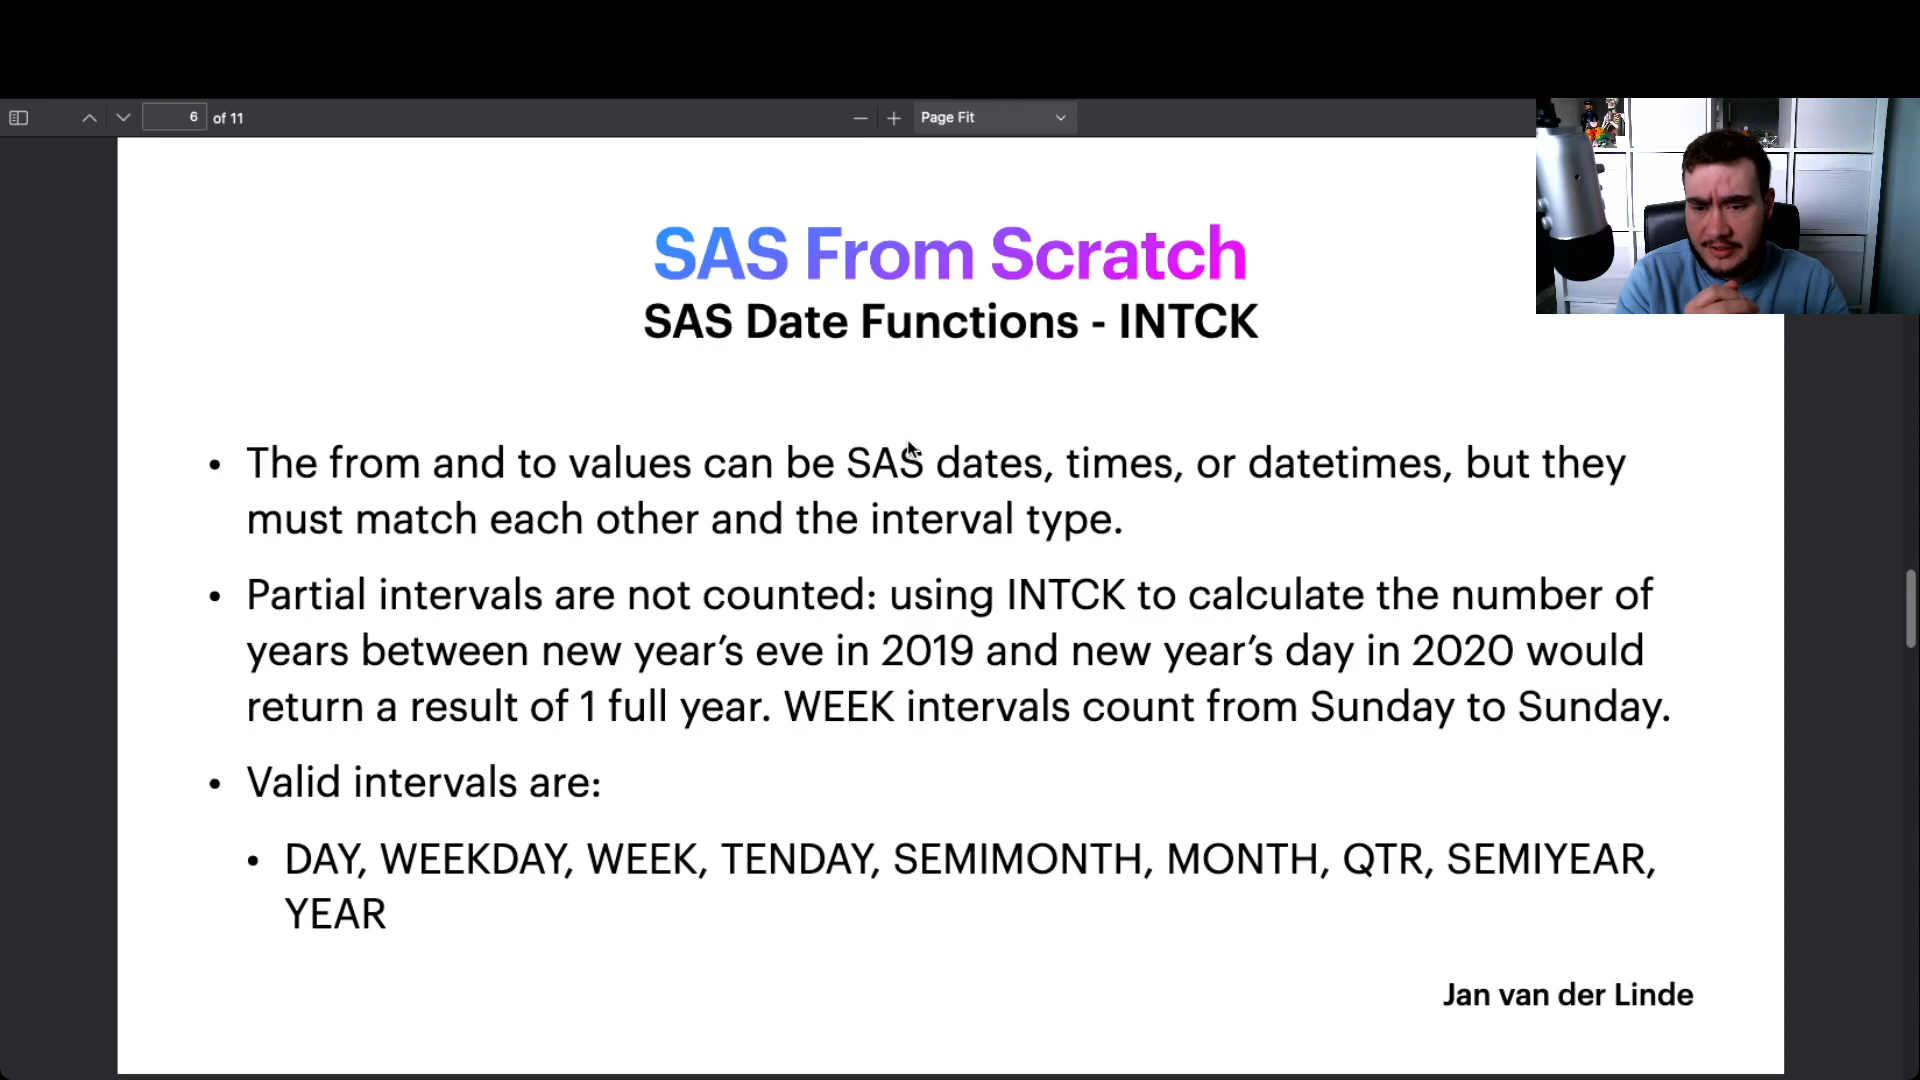 6 of 11
Page Fit
SAS From Scratch
SAS Date Functions - INTCK
• The from and to values can be SAS dates, times, or datetimes, but they
must match each other and the interval type.
• Partial intervals are not counted: using INTCK to calculate the number of
years between new year’s eve in 2019 and new year’s day in 2020 would
return a result of 1 full year. WEEK intervals count from Sunday to Sunday.
• Valid intervals are:
• DAY, WEEKDAY, WEEK, TENDAY, SEMIMONTH, MONTH, QTR, SEMIYEAR,
YEAR
Jan van der Linde